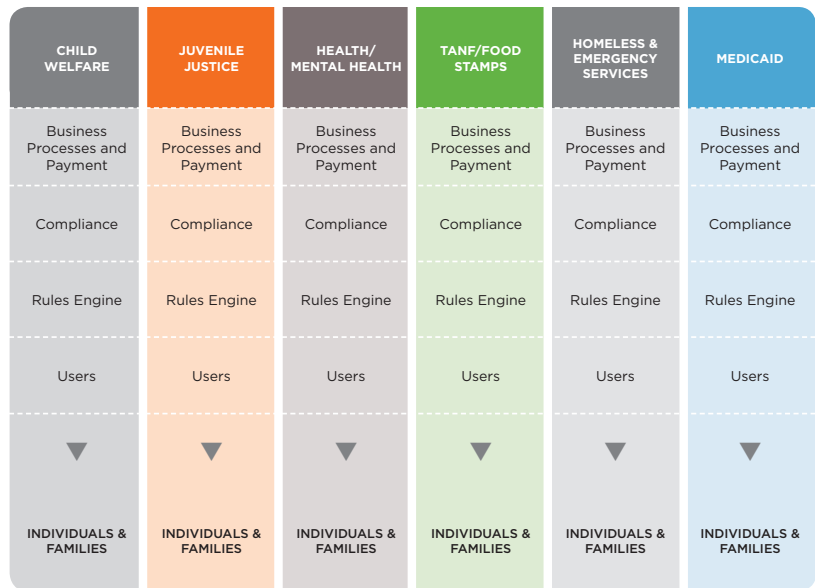 CHILD
WELFARE
JUVENILE
JUSTICE
HEALTH/
MENTAL HEALTH
TANF/FOOD
STAMPS
HOMELESS &
EMERGENCY
SERVICES
MEDICAID
Business
Processes and
Payment
Business
Processes and
Payment
Business
Processes and
Payment
Business
Processes and
Payment
Business
Processes and
Payment
Business
Processes and
Payment
Compliance
Compliance
Compliance
Compliance
Compliance
Compliance
Rules Engine
Rules Engine
Rules Engine
Rules Engine
Rules Engine
Rules Engine
Users
Users
Users
Users
Users
Users
INDIVIDUALS &
FAMILIES
INDIVIDUALS &
FAMILIES
INDIVIDUALS &
FAMILIES
INDIVIDUALS &
FAMILIES
INDIVIDUALS &
FAMILIES
INDIVIDUALS &
FAMILIES